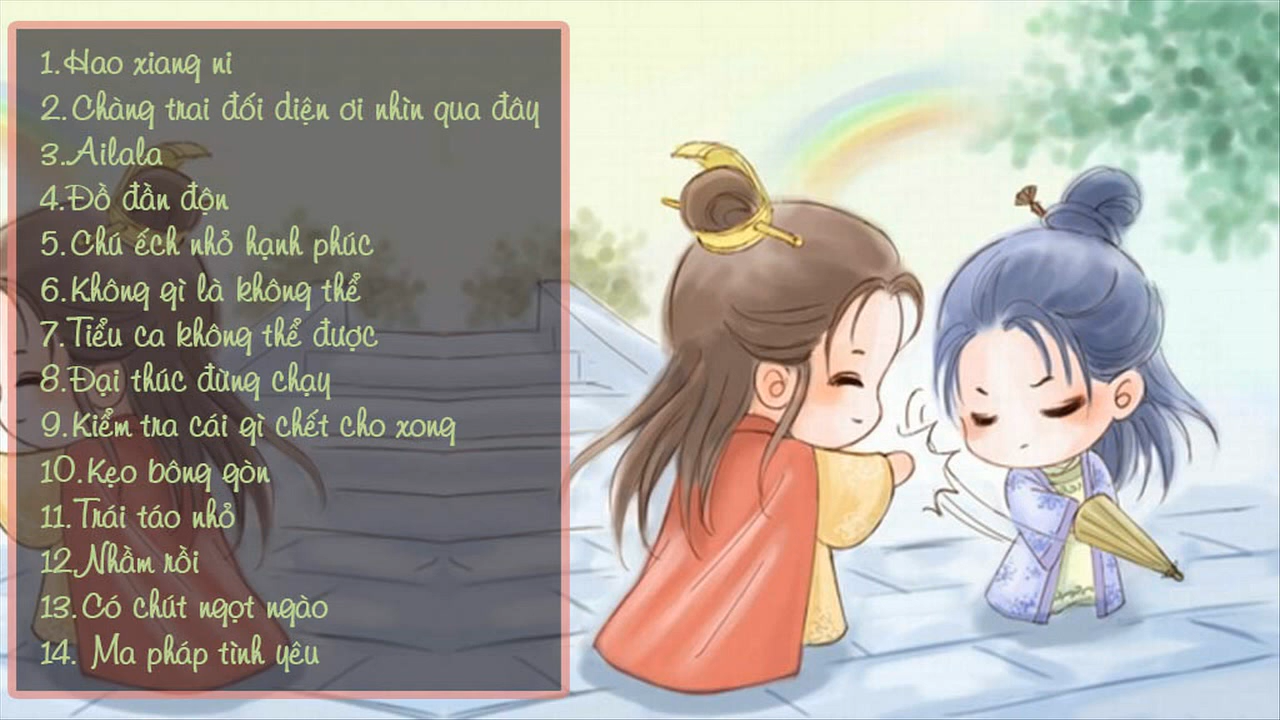 1.Hao xiang ni
2.Chàng trai đối diện ơi nhìn qua đây
3.Ailala
4.Đồ đần độn
5.Chú ếch nhỏ hạnh phúc
6.Không gì là không thể
7.Tiểu ca không thể được
8.Đại thúc đừng chạy
9.Kiểm tra cái gì chết cho xong
10.Kẹo bông gòn
11.Trái táo nhỏ
12.Nhầm rồi
13.Có chút ngọt ngào
14. Ma pháp tình yêu